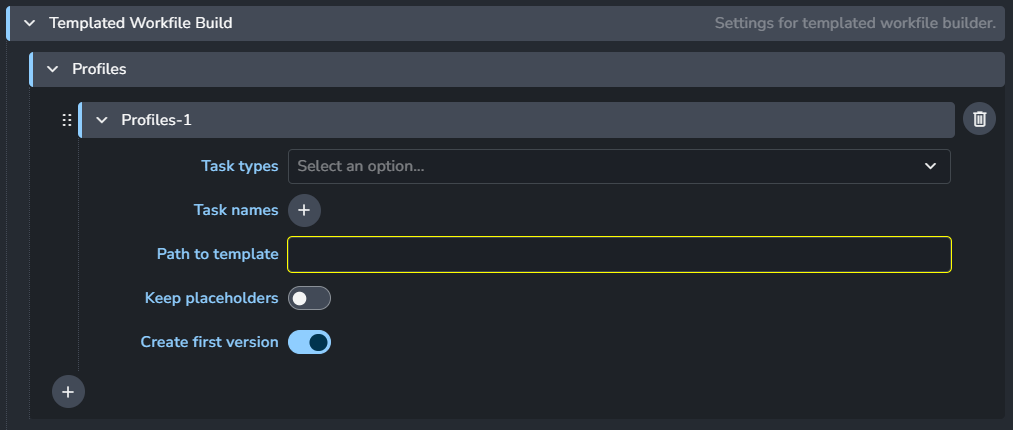 Templated Workfile Build Settings for templated workfile builder.
Profiles
Profiles-1
Task types Select an option...
Task names
Path to template
Keep placeholders
Create first version